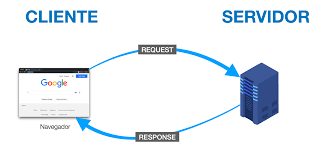 CLIENTE
SERVIDOR
REQUEST
Google
Navegador
RESPONSE